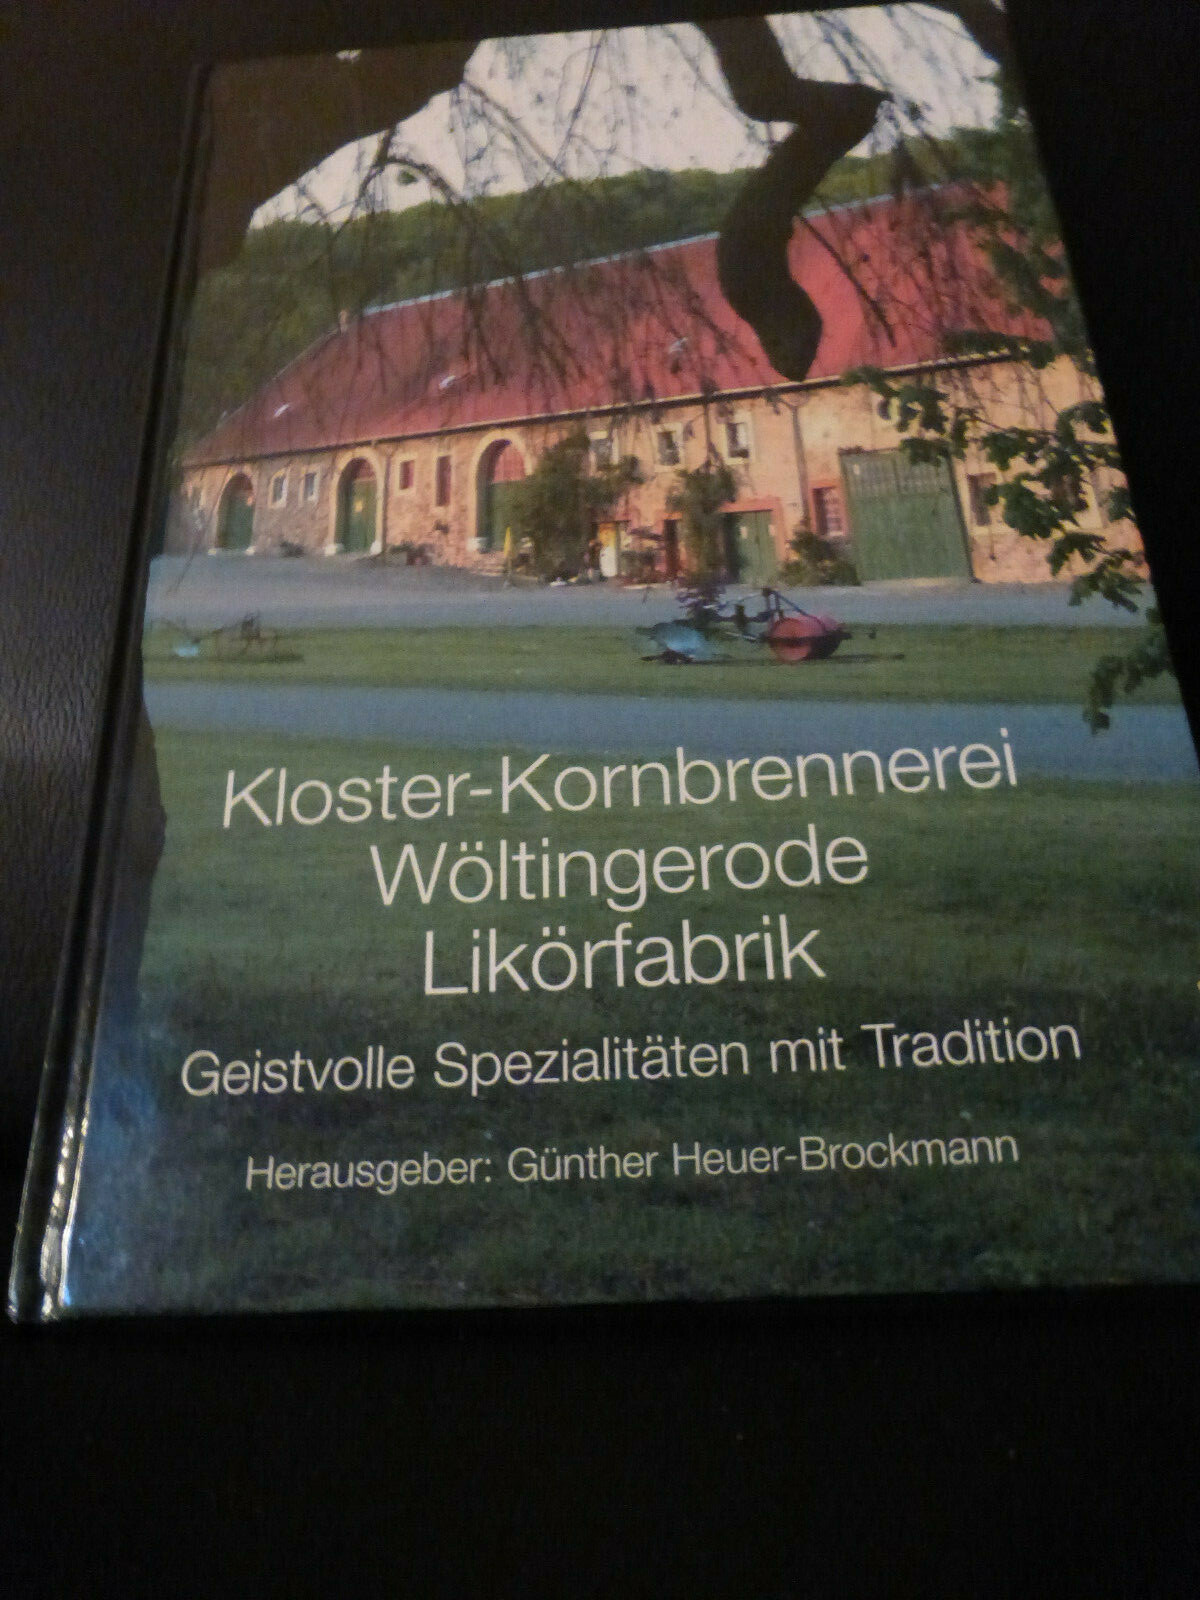 Kloster-Kornbrennerei
Wöltingerode
Likörfabrik
Geistvolle Spezialitäten mit Tradition
Herausgeber: Günther Heuer-Brockmann